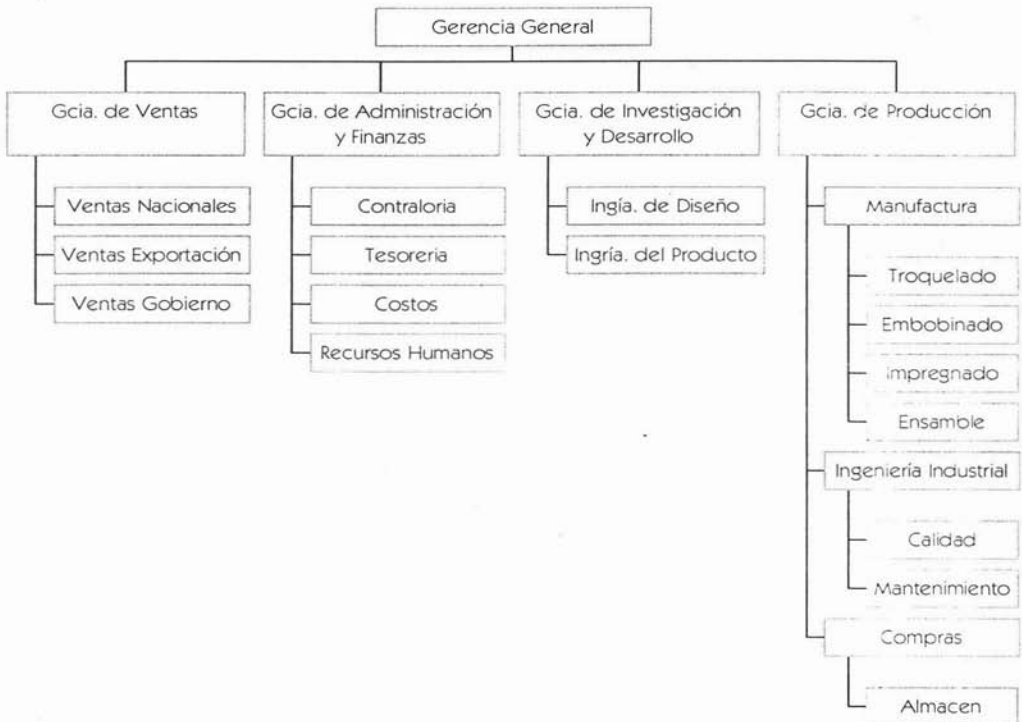 Gerencia General
Gcia. de Ventas
Gcia. de Administración
y Finanzas
Gcia. de Investigación
y Desarrollo
Gcia. de Producción
Ventas Nacionales
Ventas Exportación
Ventas Gobierno
Contraloria
Tesoreria
Costos
Recursos Humanos
Ingía. de Diseño
Ingría. del Producto
Manufactura
Troquelado
Embobinado
Impregnado
Ensamble
Ingeniería Industrial
Calidad
Mantenimiento
Compras
Almacen